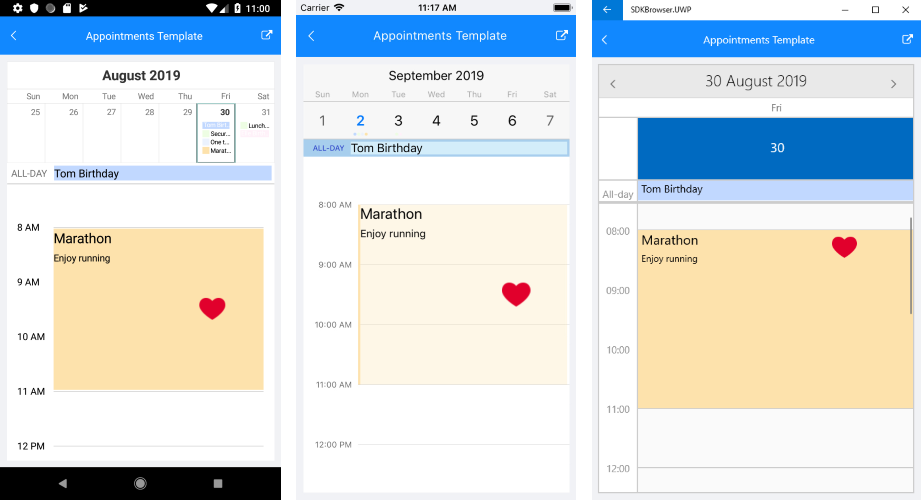 11:00
Appointments Template
August 2019
Sun Mon Tue Wed Thu Fri Sat
25 26 27 28 29 30 31
Lunch...
Secur...
One t...
Marat...
ALL-DAY Tom Birthday
8 AM
Marathon
Enjoy running
9 AM
10 AM
11 AM
12 PM
Carrier 11:17 AM
Appointments Template
September 2019
Sun Mon Tue Wed Thu Fri Sat
1 2 3 4 5 6 7
ALL-DAY Tom Birthday
8:00 AM
Marathon
Enjoy running
9:00 AM
10:00 AM
11:00 AM
12:00 PM
SDKBrowser.UWP
Appointments Template
30 August 2019
Fri
30
All-day Tom Birthday
08:00
Marathon
Enjoy running
09:00
10:00
11:00
12:00